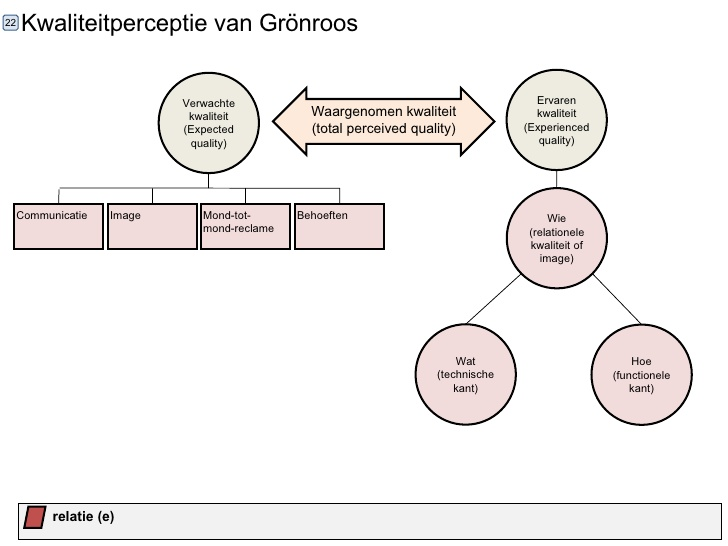 22 Kwaliteitperceptie van Grönroos
Verwachte
kwaliteit
(Expected
quality)
Waargenomen kwaliteit
(total perceived quality)
Ervaren
kwaliteit
(Experienced
quality)
Communicatie
Image
Mond-tot-
mond-reclame
Behoeften
Wie
(relationele
kwaliteit of
image)
Wat
(technische
kant)
Hoe
(functionele
kant)
relatie (e)